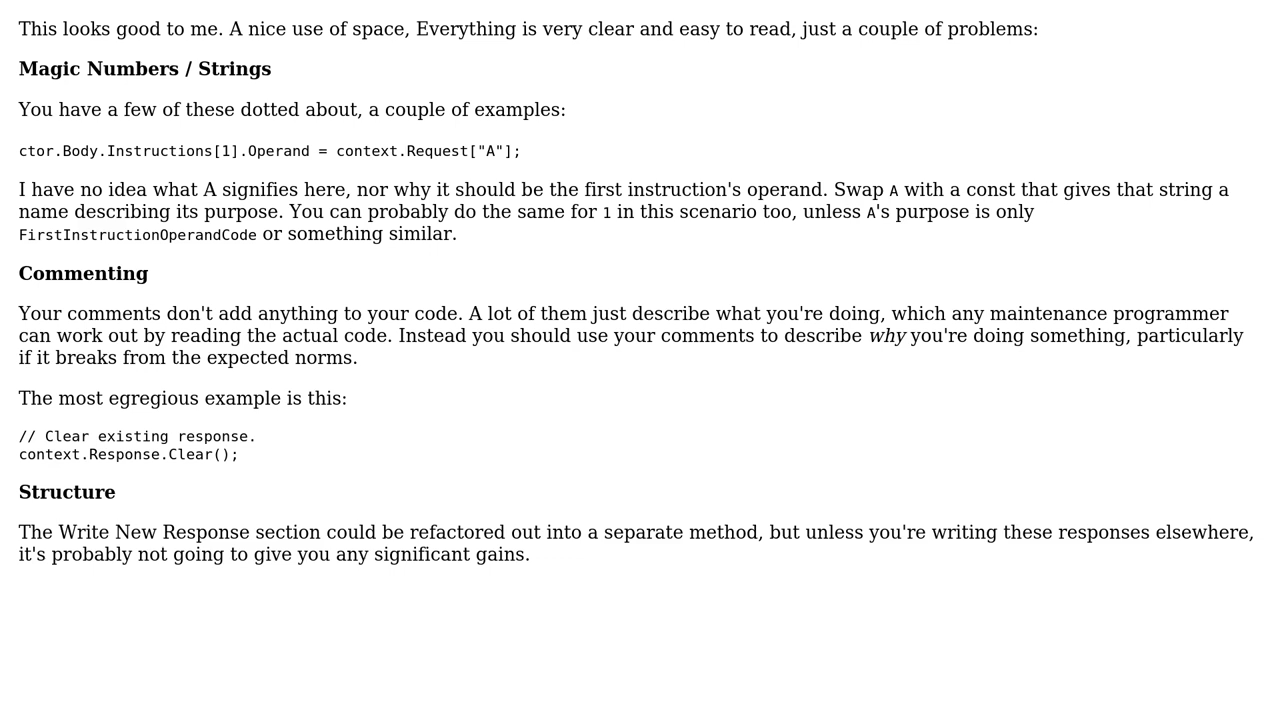 This looks good to me. A nice use of space, Everything is very clear and easy to read, just a couple of problems:
Magic Numbers / Strings
You have a few of these dotted about, a couple of examples:
ctor.Body.Instructions[1].Operand = context.Request["A"];
I have no idea what A signifies here, nor why it should be the first instruction's operand. Swap A with a const that gives that string a
name describing its purpose. You can probably do the same for 1 in this scenario too, unless A's purpose is only
FirstInstructionOperandCode or something similar.
Commenting
Your comments don't add anything to your code. A lot of them just describe what you're doing, which any maintenance programmer
can work out by reading the actual code. Instead you should use your comments to describe why you're doing something, particularly
if it breaks from the expected norms.
The most egregious example is this:
// Clear existing response.
context.Response.Clear();
Structure
The Write New Response section could be refactored out into a separate method, but unless you're writing these responses elsewhere,
it's probably not going to give you any significant gains.